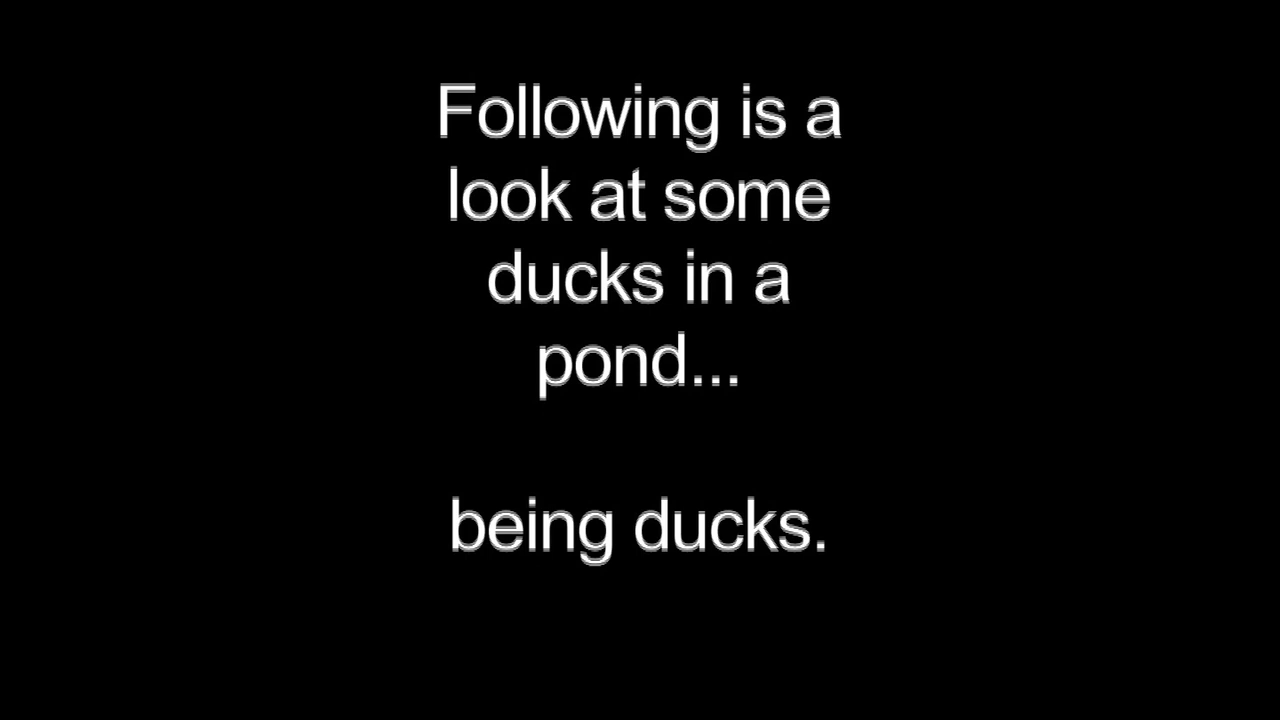 Following is a
look at some
ducks in a
pond...
being ducks.